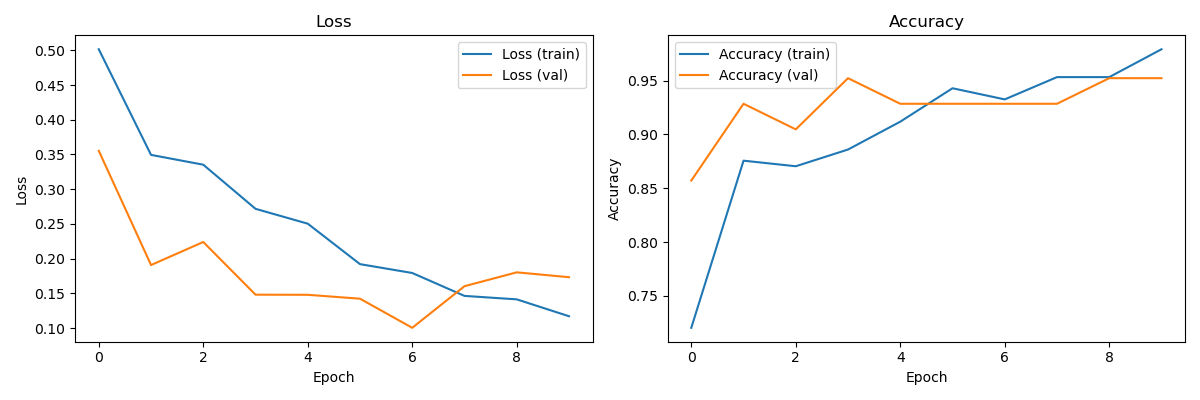 Loss
Loss (train)
Loss (val)
0.50
0.45
0.40
0.35
0.30
0.25
0.20
0.15
0.10
Loss
0 2 4 6 8
Epoch
Accuracy
Accuracy (train)
Accuracy (val)
0.95
0.90
0.85
0.80
0.75
Accuracy
0 2 4 6 8
Epoch